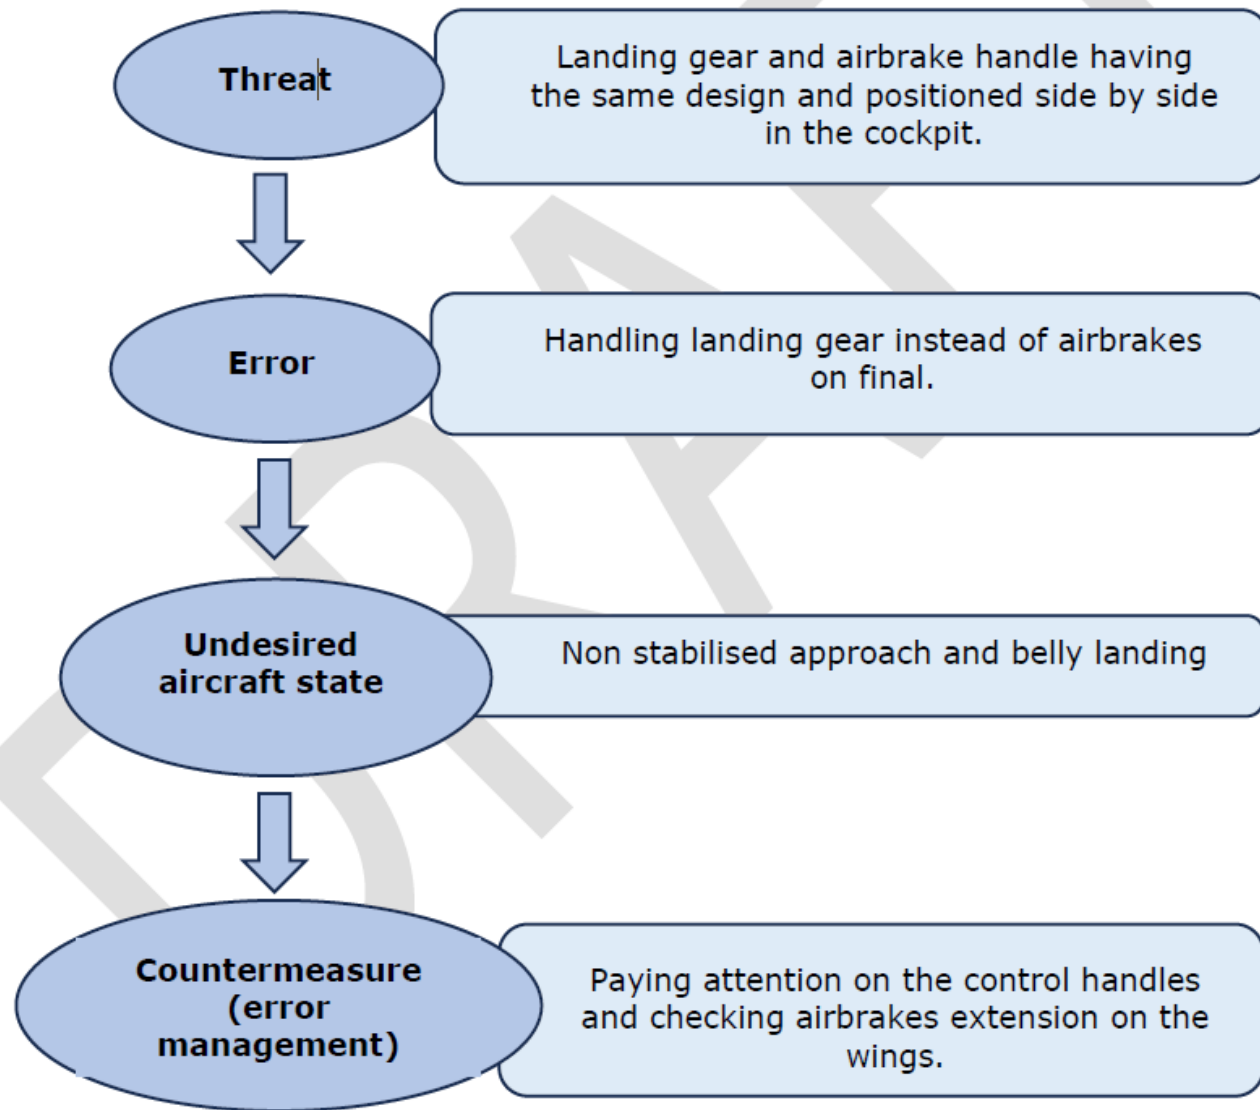 Threat
Landing gear and airbrake handle having
the same design and positioned side by side
in the cockpit.
Error
Handling landing gear instead of airbrakes
on final.
Undesired
aircraft state
Non stabilised approach and belly landing
Countermeasure
(error
management)
Paying attention on the control handles
and checking airbrakes extension on the
wings.
DRA